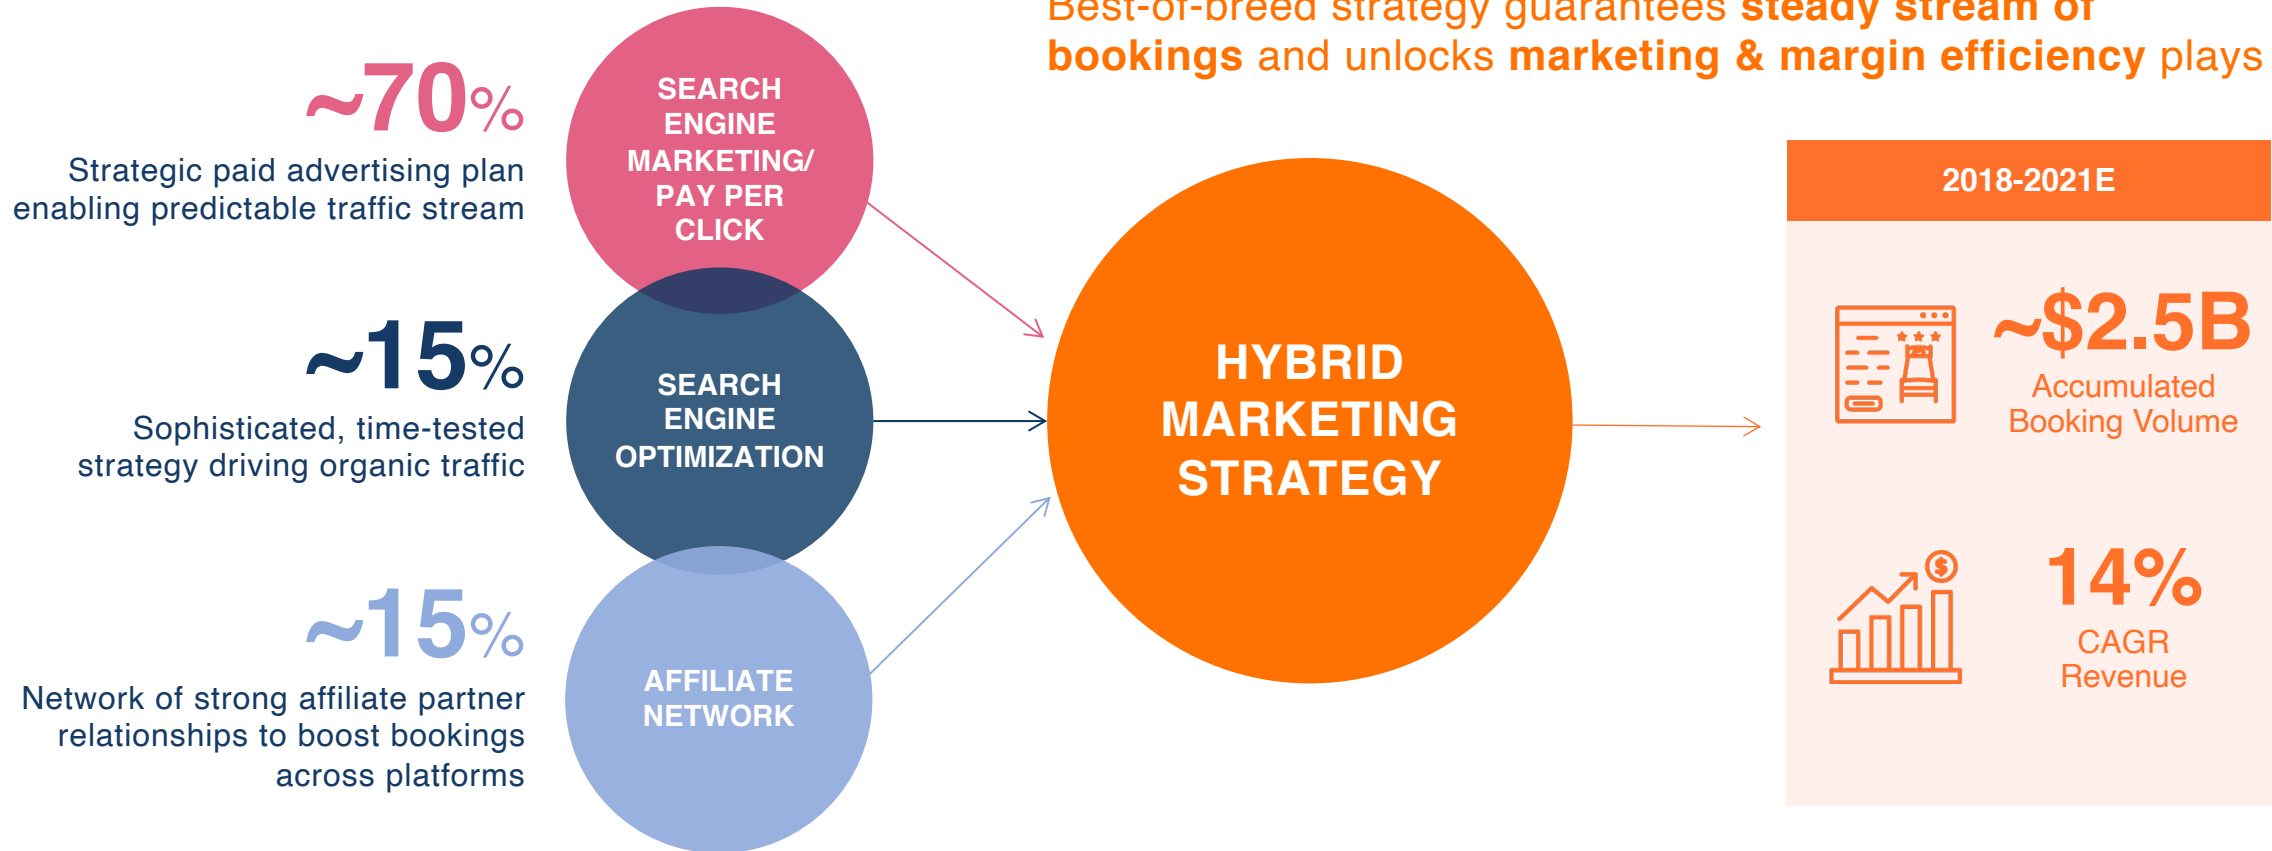 Best-of-breed strategy guarantees steady stream of
bookings and unlocks marketing & margin efficiency plays
~70%
Strategic paid advertising plan
enabling predictable traffic stream
SEARCH
ENGINE
MARKETING/
PAY PER
CLICK
~15%
Sophisticated, time-tested
strategy driving organic traffic
SEARCH
ENGINE
OPTIMIZATION
~15%
Network of strong affiliate partner
relationships to boost bookings
across platforms
AFFILIATE
NETWORK
HYBRID
MARKETING
STRATEGY
2018-2021E
~$2.5B
Accumulated
Booking Volume
$
14%
CAGR
Revenue